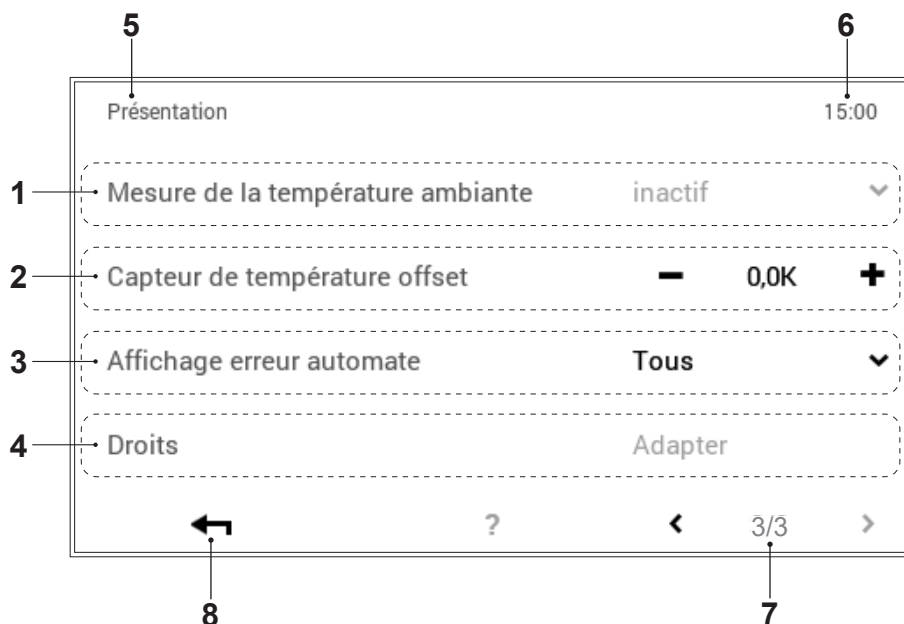 5 6
Présentation 15:00
1 Mesure de la température ambiante inactif
2 Capteur de température offset − 0,0K +
3 Affichage erreur automate Tous
4 Droits Adapter
? < 3/3 >
8 7